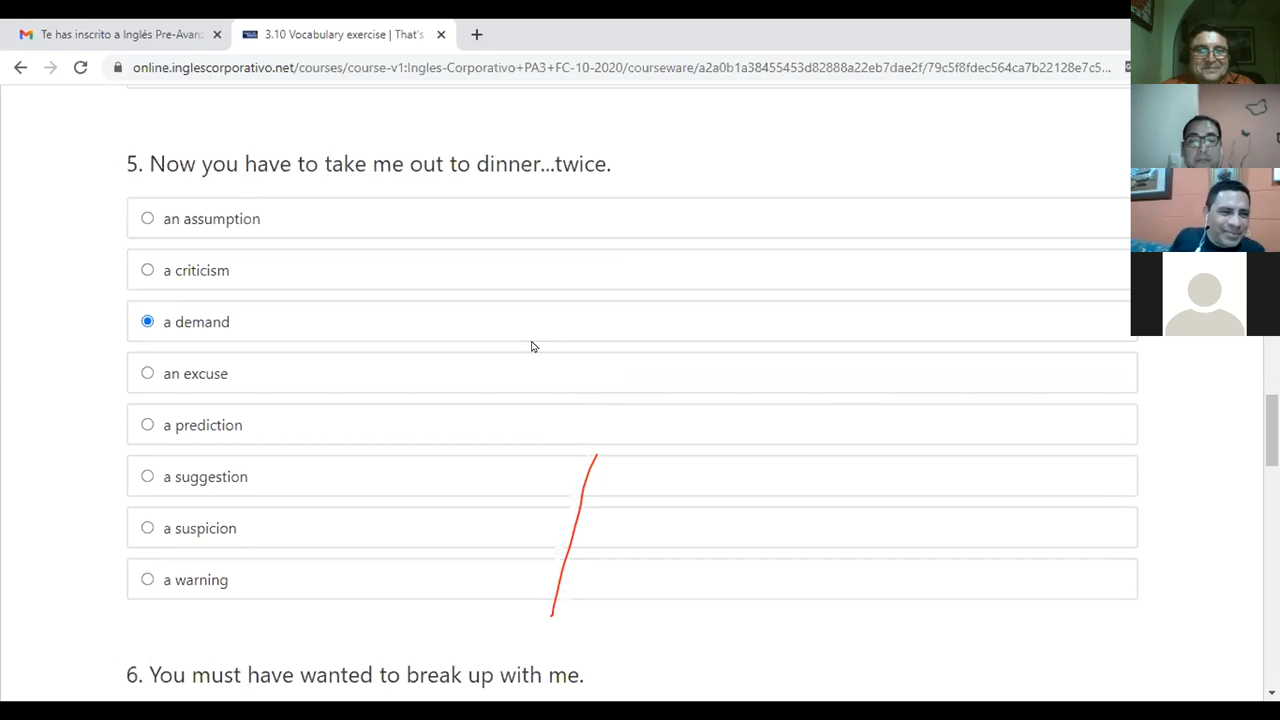 Te has inscrito a Inglés Pre-Avan
3.10 Vocabulary exercise | That's
online.inglescorporativo.net/courses/course-v1:Ingles-Corporativo+PA3+FC-10-2020/courseware/a2a0b1a38455453d82888a22eb7dae2f/79c5f8fdec564ca7b22128e7c5...
5. Now you have to take me out to dinner...twice.
an assumption
a criticism
a demand
an excuse
a prediction
a suggestion
a suspicion
a warning
6. You must have wanted to break up with me.